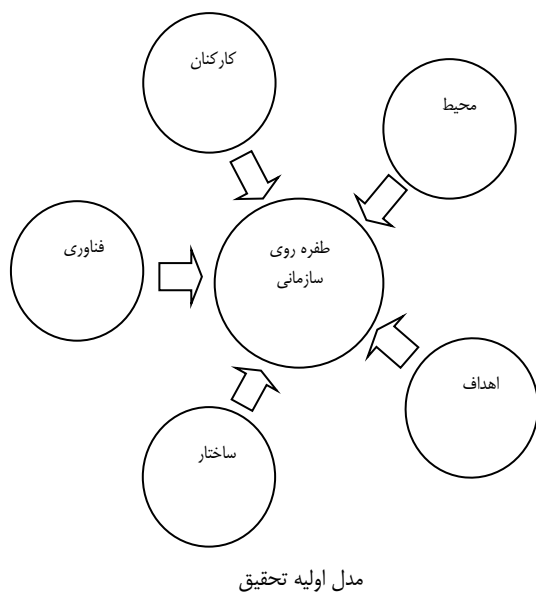 کارکنان
محیط
طفره روی
سازمانی
فناوری
اهداف
ساختار
مدل اولیه تحقیق